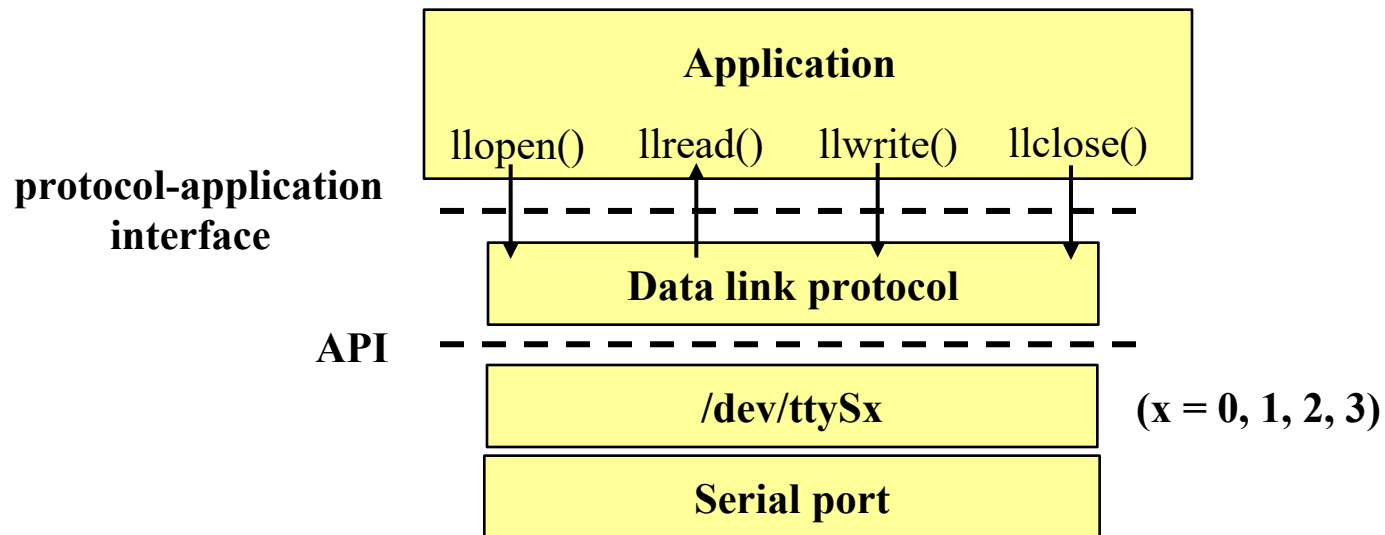 Application
llopen() llread() llwrite() llclose()
protocol-application
interface
Data link protocol
API
/dev/ttySx (x = 0, 1, 2, 3)
Serial port